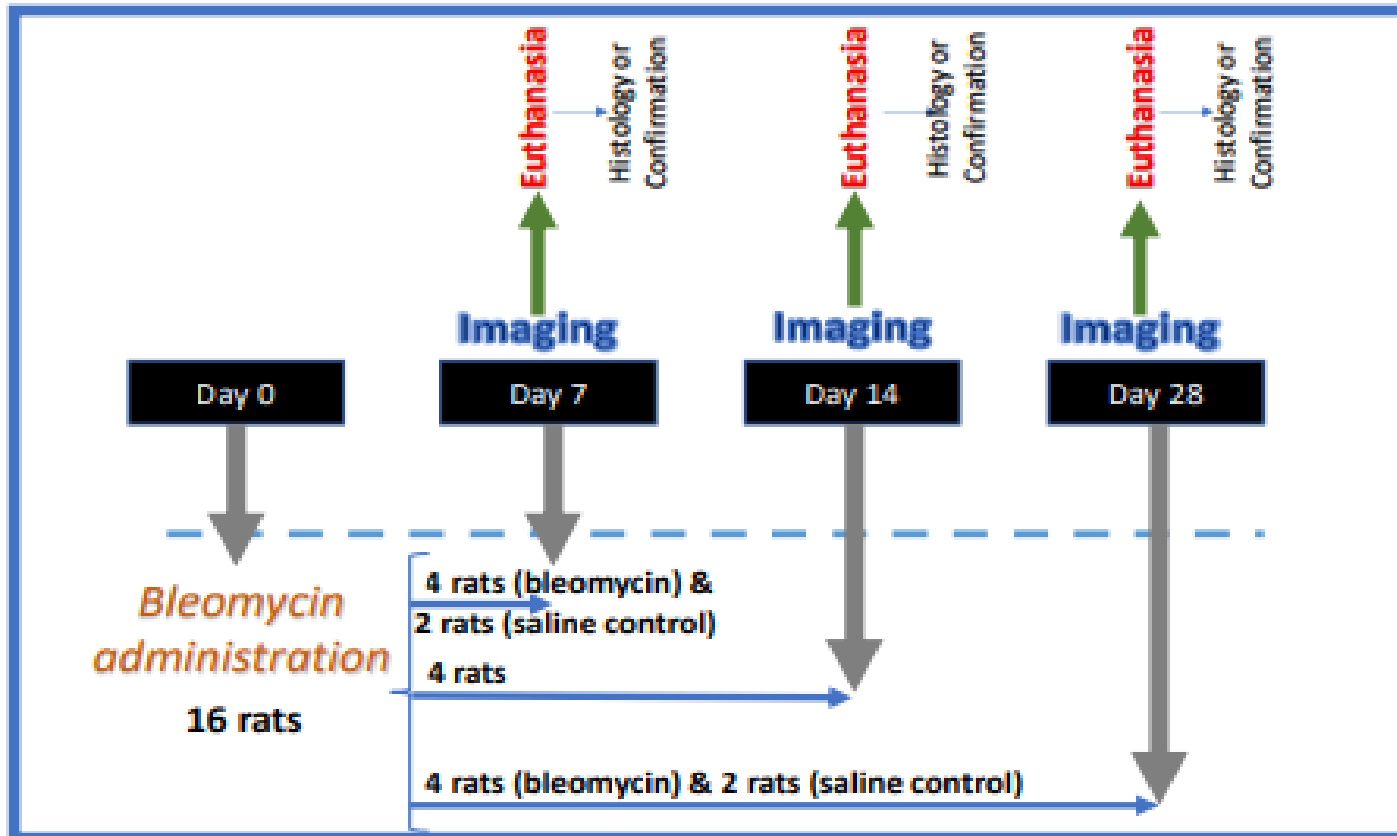 Euthanasia
Histology or
Confirmation
Euthanasia
Histology or
Confirmation
Euthanasia
Histology or
Confirmation
Imaging
Imaging
Imaging
Day 0
Day 7
Day 14
Day 28
Bleomycin
administration
16 rats
4 rats (bleomycin) &
2 rats (saline control)
4 rats
4 rats (bleomycin) & 2 rats (saline control)